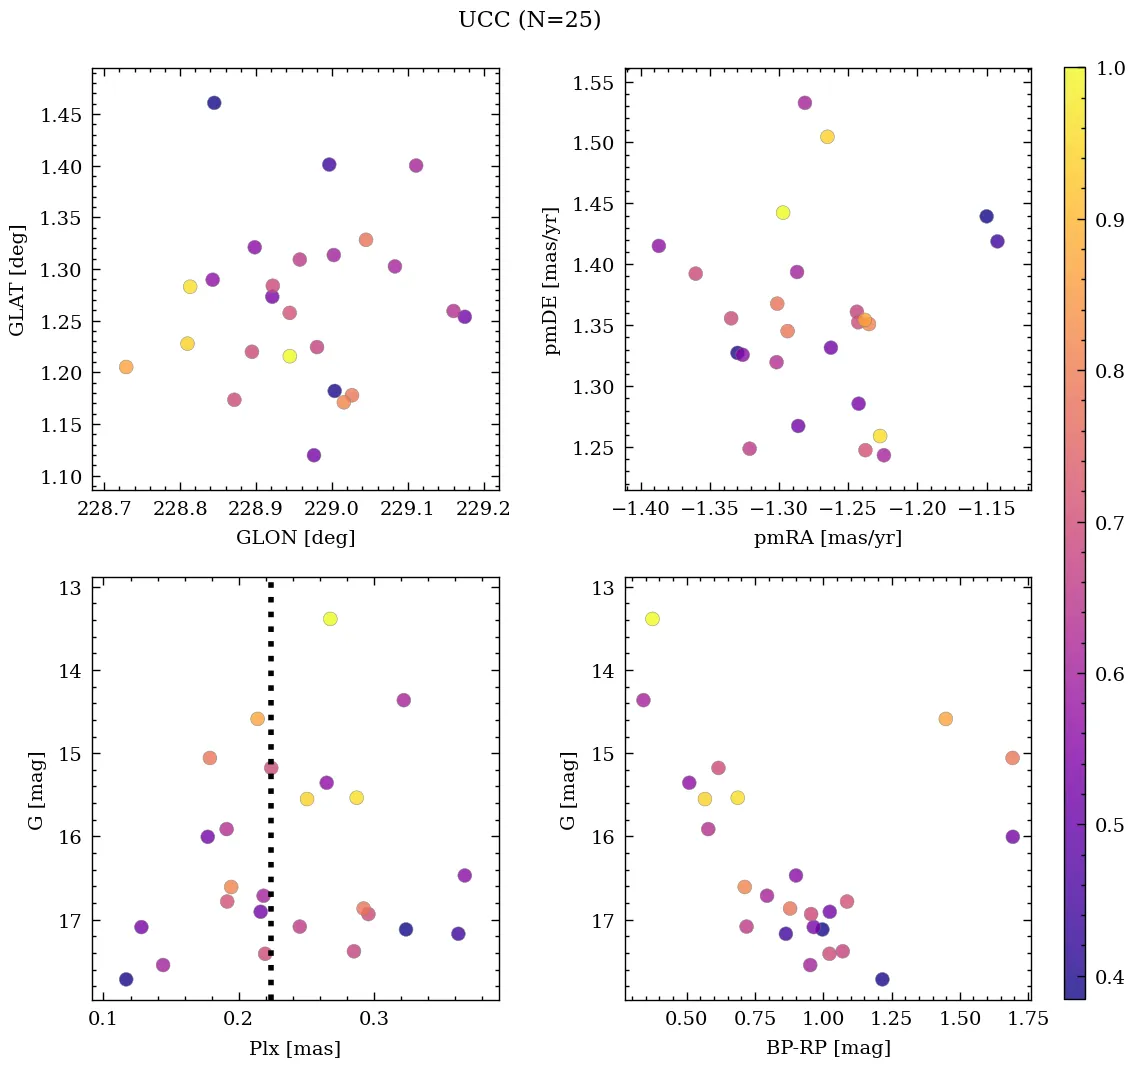 UCC (N=25)
1.45
1.40
1.35
1.30
1.25
1.20
1.15
1.10
GLAT [deg]
228.7 228.8 228.9 229.0 229.1 229.2
GLON [deg]
1.55
1.50
1.45
1.40
1.35
1.30
1.25
pmDE [mas/yr]
−1.40 −1.35 −1.30 −1.25 −1.20 −1.15
pmRA [mas/yr]
13
14
15
16
17
G [mag]
0.1 0.2 0.3
Plx [mas]
13
14
15
16
17
G [mag]
0.50 0.75 1.00 1.25 1.50 1.75
BP-RP [mag]
1.0
0.9
0.8
0.7
0.6
0.5
0.4